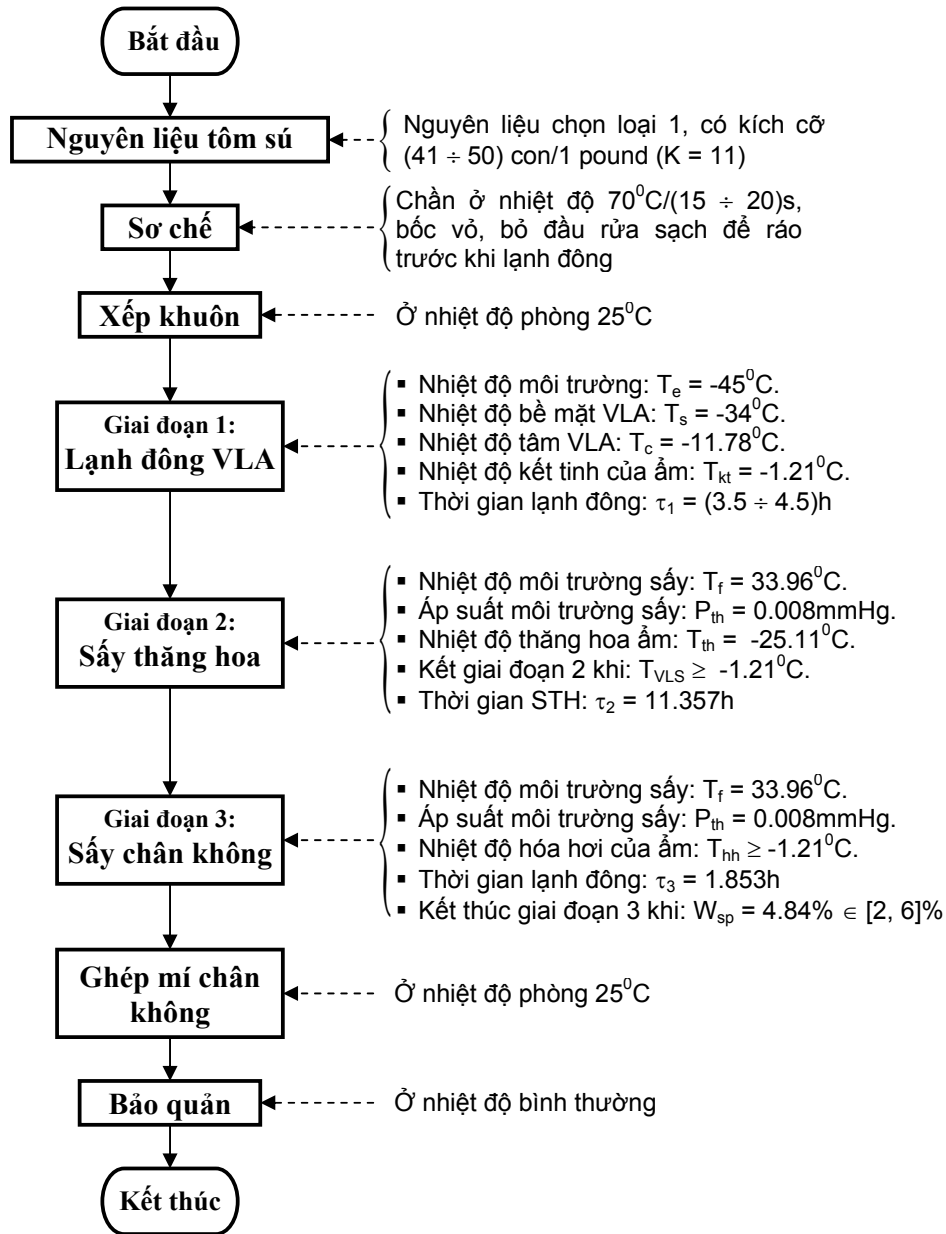 Bắt đầu
Nguyên liệu tôm sú
Nguyên liệu chọn loại 1, có kích cỡ
(41 ÷ 50) con/1 pound (K = 11)
Sơ chế
Chần ở nhiệt độ 70⁰C/(15 ÷ 20)s,
bốc vỏ, bỏ đầu rửa sạch để ráo
trước khi lạnh đông
Xếp khuôn
Ở nhiệt độ phòng 25⁰C
Giai đoạn 1:
Lạnh đông VLA
▪ Nhiệt độ môi trường: Tₑ = -45⁰C.
▪ Nhiệt độ bề mặt VLA: Tₛ = -34⁰C.
▪ Nhiệt độ tâm VLA: T_c = -11.78⁰C.
▪ Nhiệt độ kết tinh của ẩm: T_kt = -1.21⁰C.
▪ Thời gian lạnh đông: τ₁ = (3.5 ÷ 4.5)h
Giai đoạn 2:
Sấy thăng hoa
▪ Nhiệt độ môi trường sấy: T_f = 33.96⁰C.
▪ Áp suất môi trường sấy: P_th = 0.008mmHg.
▪ Nhiệt độ thăng hoa ẩm: T_th = -25.11⁰C.
▪ Kết giai đoạn 2 khi: T_VLS ≥ -1.21⁰C.
▪ Thời gian STH: τ₂ = 11.357h
Giai đoạn 3:
Sấy chân không
▪ Nhiệt độ môi trường sấy: T_f = 33.96⁰C.
▪ Áp suất môi trường sấy: P_th = 0.008mmHg.
▪ Nhiệt độ hóa hơi của ẩm: T_hh ≥ -1.21⁰C.
▪ Thời gian lạnh đông: τ₃ = 1.853h
▪ Kết thúc giai đoạn 3 khi: W_sp = 4.84% ∈ [2, 6]%
Ghép mí chân
không
Ở nhiệt độ phòng 25⁰C
Bảo quản
Ở nhiệt độ bình thường
Kết thúc